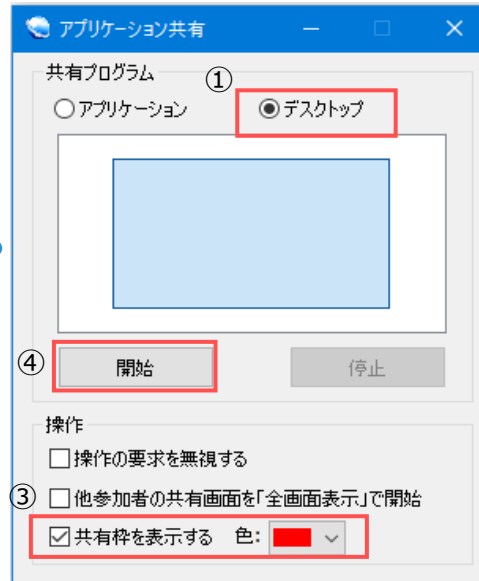 アプリケーション共有
共有プログラム
①
アプリケーション
デスクトップ
④
開始
停止
操作
操作の要求を無視する
③
他参加者の共有画面を「全画面表示」で開始
共有枠を表示する 色: